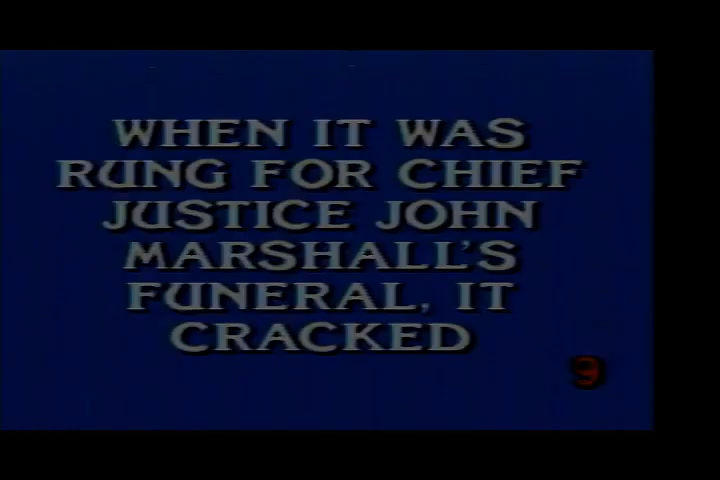 WHEN IT WAS
RUNG FOR CHIEF
JUSTICE JOHN
MARSHALL'S
FUNERAL, IT
CRACKED
9